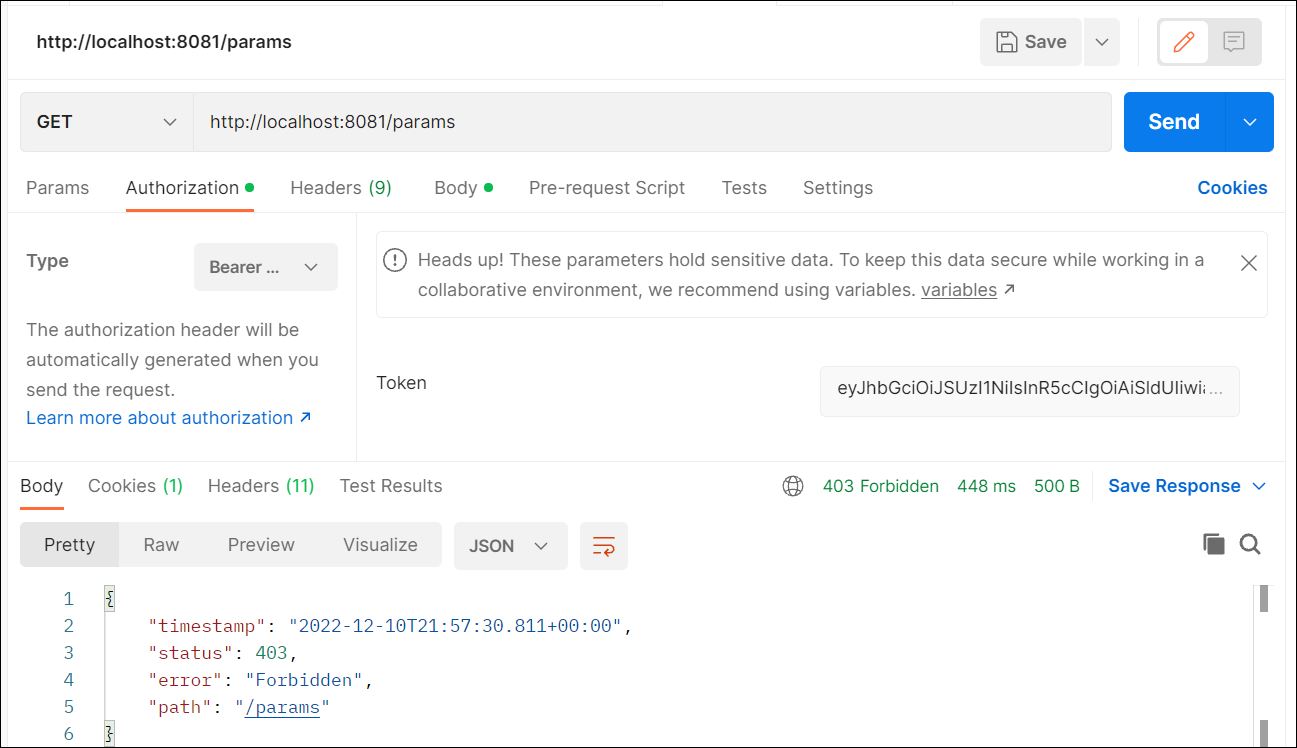 http://localhost:8081/params
Save
GET
http://localhost:8081/params
Send
Params
Authorization
Headers (9)
Body
Pre-request Script
Tests
Settings
Cookies
Type
Bearer ...
Heads up! These parameters hold sensitive data. To keep this data secure while working in a
collaborative environment, we recommend using variables. variables
The authorization header will be
automatically generated when you
send the request.
Learn more about authorization
Token
eyJhbGciOiJSUzI1NiIsInR5cCIgOiAiSldUIiwia...
Body
Cookies (1)
Headers (11)
Test Results
403 Forbidden
448 ms
500 B
Save Response
Pretty
Raw
Preview
Visualize
JSON
1 {
2 "timestamp": "2022-12-10T21:57:30.811+00:00",
3 "status": 403,
4 "error": "Forbidden",
5 "path": "/params"
6 }